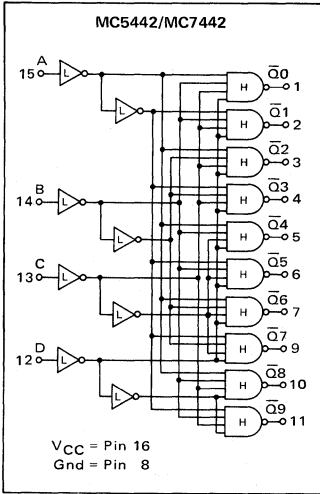 MC5442/MC7442
A
15
L
L
B
14
L
L
C
13
L
L
D
12
L
L
H
Q̅0
1
H
Q̅1
2
H
Q̅2
3
H
Q̅3
4
H
Q̅4
5
H
Q̅5
6
H
Q̅6
7
H
Q̅7
9
H
Q̅8
10
H
Q̅9
11
VCC = Pin 16
Gnd = Pin 8